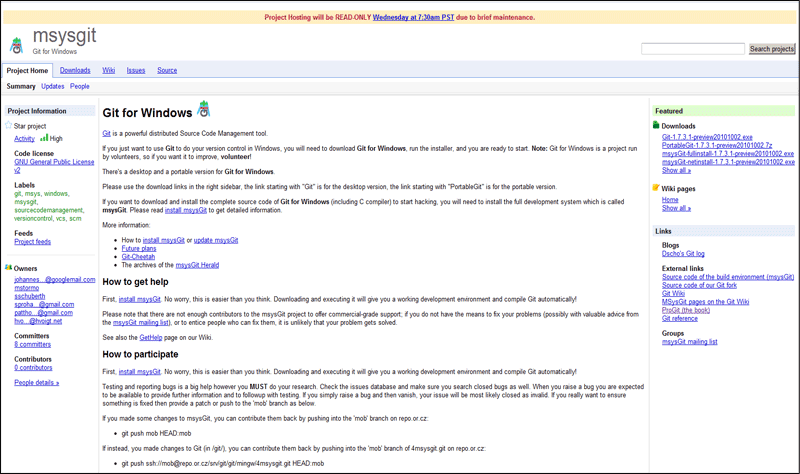 Project Hosting will be READ-ONLY Wednesday at 7:30am PST due to brief maintenance.
msysgit
Git for Windows
Search projects
Project Home Downloads Wiki Issues Source
Summary Updates People
Project Information
Star project
Activity High
Code license
GNU General Public License
v2
Labels
git, msys, windows,
msysgit,
sourcecodemanagement,
versioncontrol, vcs, scm
Feeds
Project feeds
Owners
johannes...@googlemail.com
mstormo
sschuberth
sproha...@gmail.com
pattho...@gmail.com
hvo...@hvoigt.net
Committers
8 committers
Contributors
0 contributors
People details »
Git for Windows
Git is a powerful distributed Source Code Management tool.
If you just want to use Git to do your version control in Windows, you will need to download Git for Windows, run the installer, and you are ready to start. Note: Git for Windows is a project run
by volunteers, so if you want it to improve, volunteer!
There's a desktop and a portable version for Git for Windows.
Please use the download links in the right sidebar, the link starting with "Git" is for the desktop version, the link starting with "PortableGit" is for the portable version.
If you want to download and install the complete source code of Git for Windows (including C compiler) to start hacking, you will need to install the full development system which is called
msysGit. Please read install msysGit to get detailed information.
More information:
How to install msysGit or update msysGit
Future plans
Git-Cheetah
The archives of the msysGit Herald
How to get help
First, install msysGit. No worry, this is easier than you think. Downloading and executing it will give you a working development environment and compile Git automatically!
Please note that there are not enough contributors to the msysGit project to offer commercial-grade support; if you do not have the means to fix your problems (possibly with valuable advice from
the msysGit mailing list), or to entice people who can fix them, it is unlikely that your problem gets solved.
See also the GetHelp page on our Wiki.
How to participate
First, install msysGit. No worry, this is easier than you think. Downloading and executing it will give you a working development environment and compile Git automatically!
Testing and reporting bugs is a big help however you MUST do your research. Check the issues database and make sure you search closed bugs as well. When you raise a bug you are expected
to be available to provide further information and to followup with testing. If you simply raise a bug and then vanish, your issue will be most likely closed as invalid. If you really want to ensure
something is fixed then provide a patch or push to the 'mob' branch as below.
If you made some changes to msysGit, you can contribute them back by pushing into the 'mob' branch on repo.or.cz:
git push mob HEAD:mob
If instead, you made changes to Git (in /git/), you can contribute them back by pushing into the 'mob' branch of 4msysgit.git on repo.or.cz:
git push ssh://mob@repo.or.cz/srv/git/git/mingw/4msysgit.git HEAD:mob
Featured
Downloads
Git-1.7.3.1-preview20101002.exe
PortableGit-1.7.3.1-preview20101002.7z
msysGit-fullinstall-1.7.3.1-preview20101002.exe
msysGit-netinstall-1.7.3.1-preview20101002.exe
Show all »
Wiki pages
Home
Show all »
Links
Blogs
Dscho's Git log
External links
Source code of the build environment (msysGit)
Source code of our Git fork
Git Wiki
MSysGit pages on the Git Wiki
ProGit (the book)
Git reference
Groups
msysGit mailing list